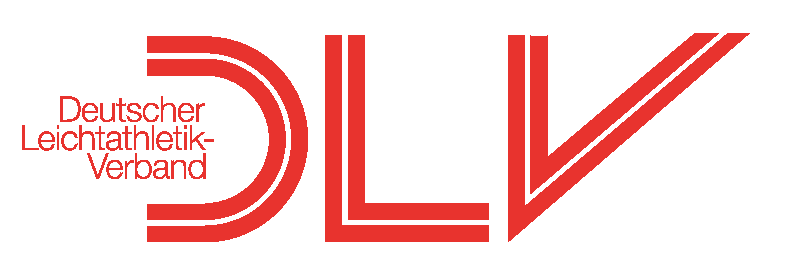 Deutscher
Leichtathletik-
Verband
DLV